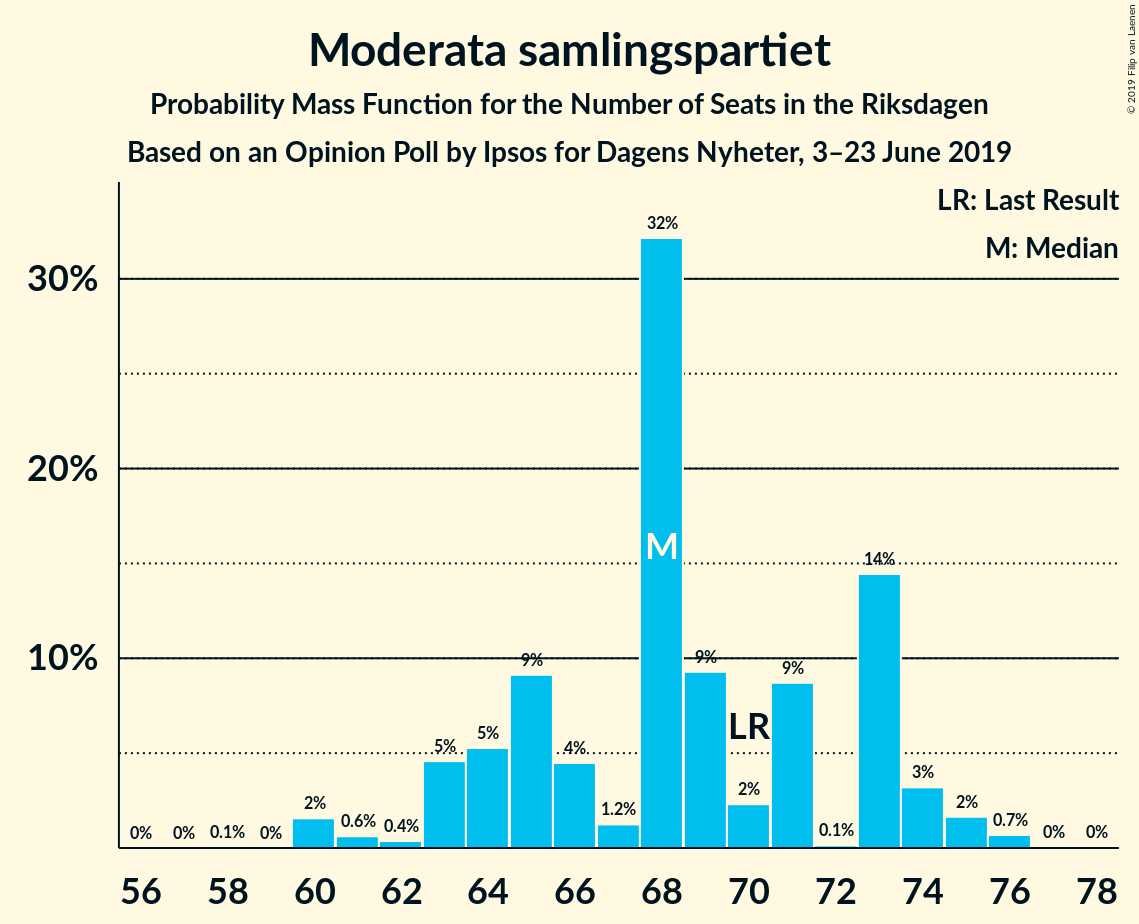 Moderata samlingspartiet
Probability Mass Function for the Number of Seats in the Riksdagen
Based on an Opinion Poll by Ipsos for Dagens Nyheter, 3–23 June 2019
© 2019 Filip van Laenen
LR: Last Result
M: Median
30%
20%
10%
0% 0% 0.1% 0% 2% 0.6% 0.4% 5% 5% 9% 4% 1.2% 32% 9% 2% 9% 0.1% 14% 3% 2% 0.7% 0% 0%
M
LR
56 58 60 62 64 66 68 70 72 74 76 78